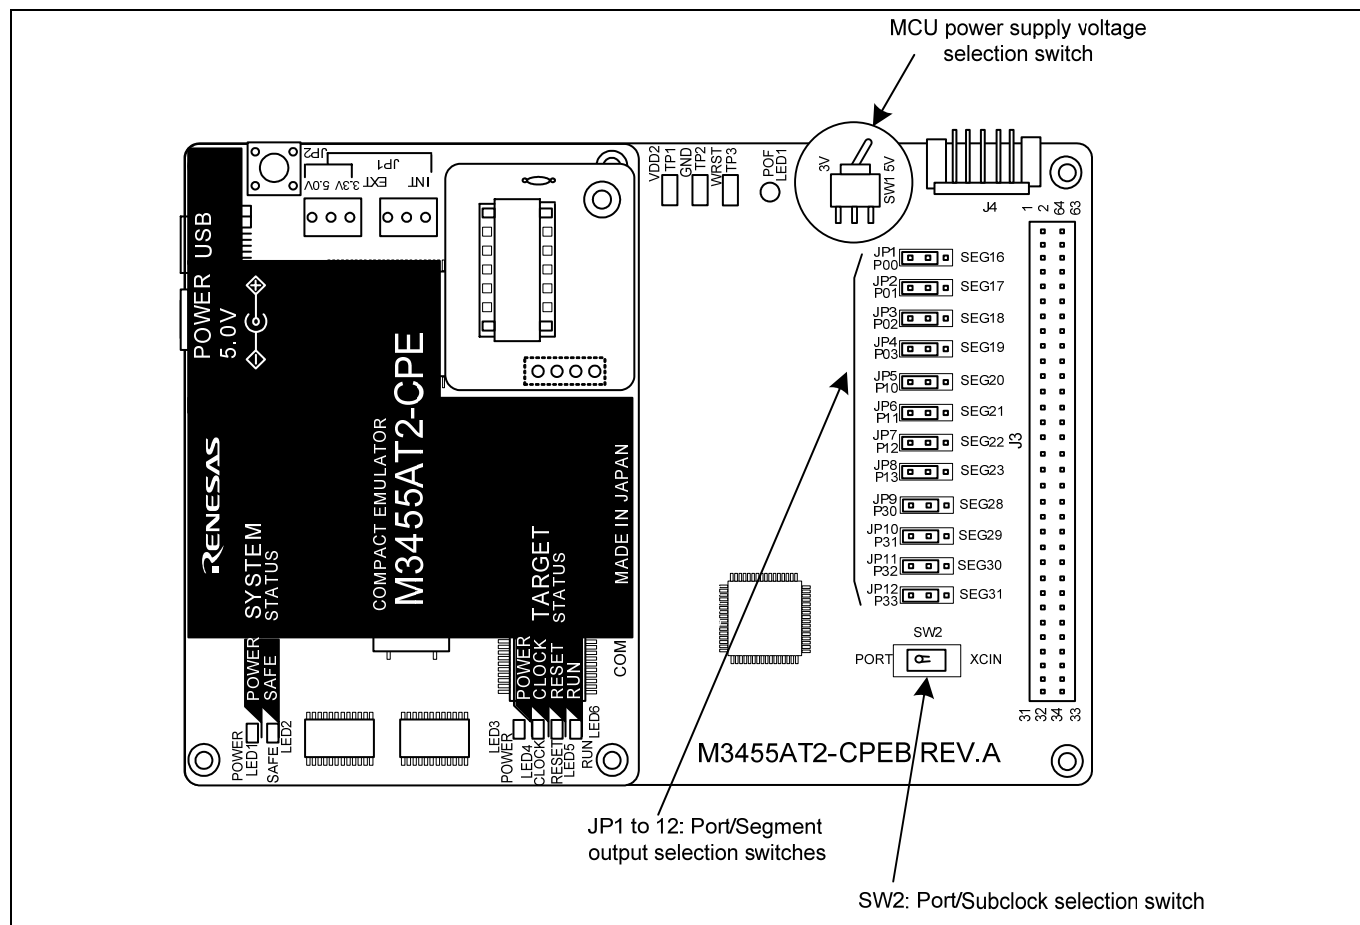 MCU power supply voltage
selection switch
JP2
JP1
3.3V 5.0V
EXT
INT
VDD2
TP1
GND
TP2
WRST
TP3
POF
LED1
3V
SW1 5V
J4
1
2
64
63
POWER USB
5.0V
JP1
P00
SEG16
JP2
P01
SEG17
JP3
P02
SEG18
JP4
P03
SEG19
JP5
P10
SEG20
JP6
P11
SEG21
JP7
P12
SEG22
JP8
P13
SEG23
JP9
P30
SEG28
JP10
P31
SEG29
JP11
P32
SEG30
JP12
P33
SEG31
J3
RENESAS
COMPACT EMULATOR
M3455AT2-CPE
MADE IN JAPAN
SYSTEM
STATUS
TARGET
STATUS
POWER
SAFE
POWER
CLOCK
RESET
RUN
COM
SW2
PORT
XCIN
POWER
LED1
SAFE
LED2
LED3
POWER
LED4
CLOCK
RESET
LED5
RUN
LED6
31
32
34
33
M3455AT2-CPEB REV.A
JP1 to 12: Port/Segment
output selection switches
SW2: Port/Subclock selection switch